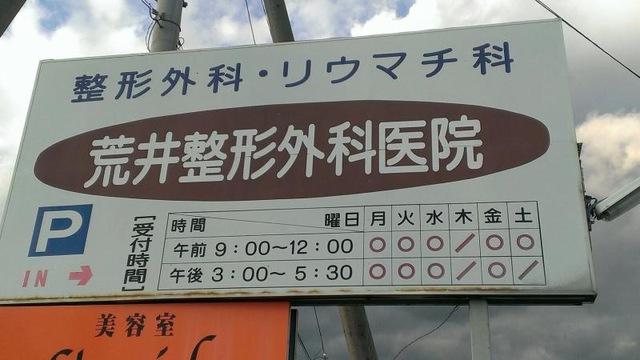 整形外科・リウマチ科
荒井整形外科医院
P
IN →
[受付時間]
時間 曜日 月 火 水 木 金 土
午前 9:00〜12:00 ○ ○ ○ / ○ ○
午後 3:00〜5:30 ○ ○ ○ / ○ /
美容室